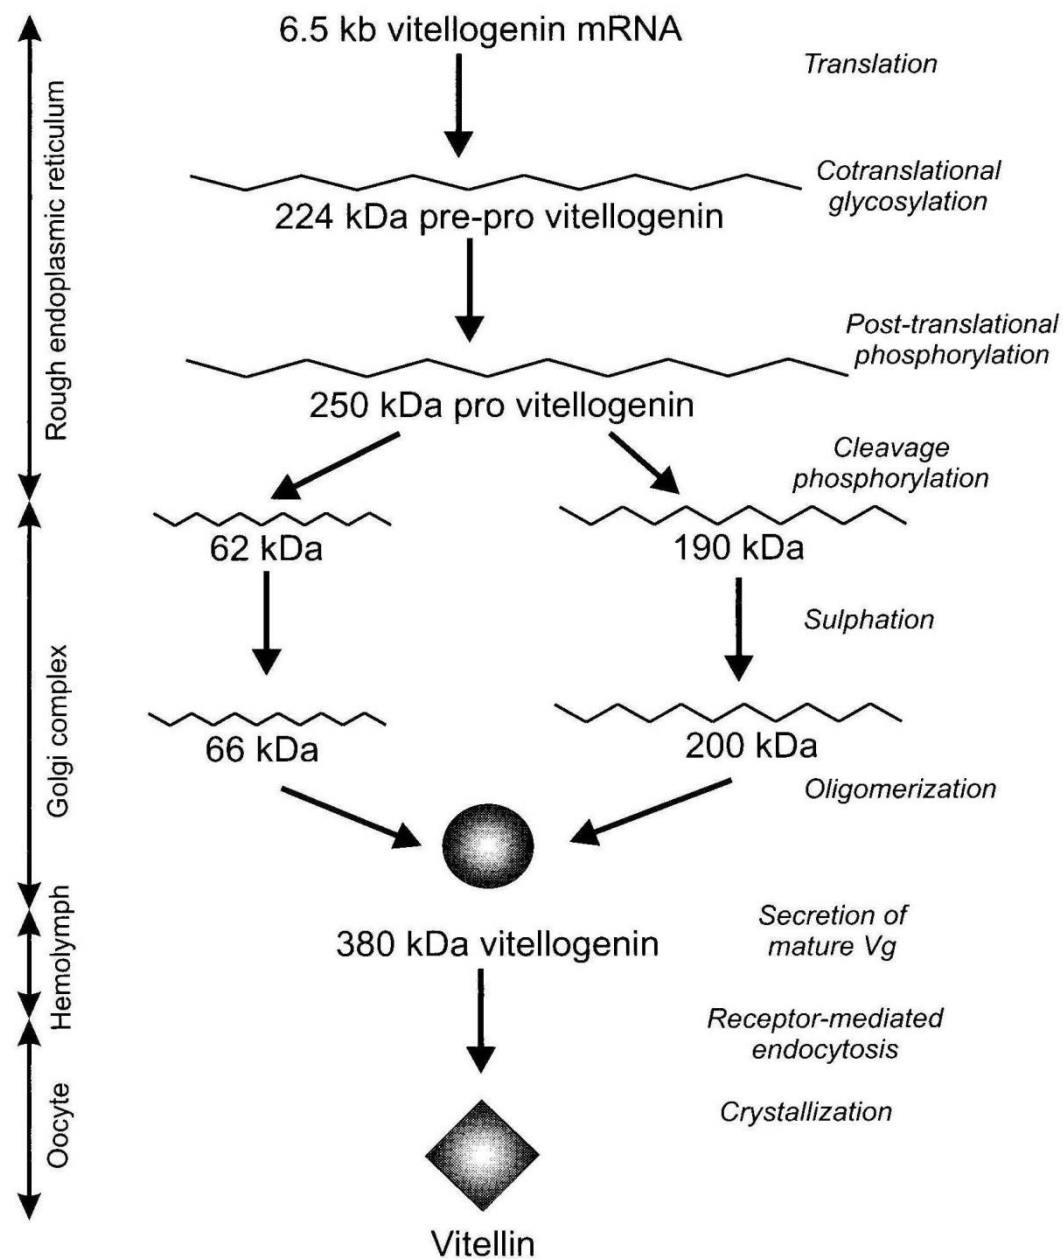 6.5 kb vitellogenin mRNA
Translation
Cotranslational
glycosylation
224 kDa pre-pro vitellogenin
Post-translational
phosphorylation
250 kDa pro vitellogenin
Cleavage
phosphorylation
62 kDa
190 kDa
Sulphation
66 kDa
200 kDa
Oligomerization
380 kDa vitellogenin
Secretion of
mature Vg
Receptor-mediated
endocytosis
Crystallization
Vitellin
Rough endoplasmic reticulum
Golgi complex
Hemolymph
Oocyte